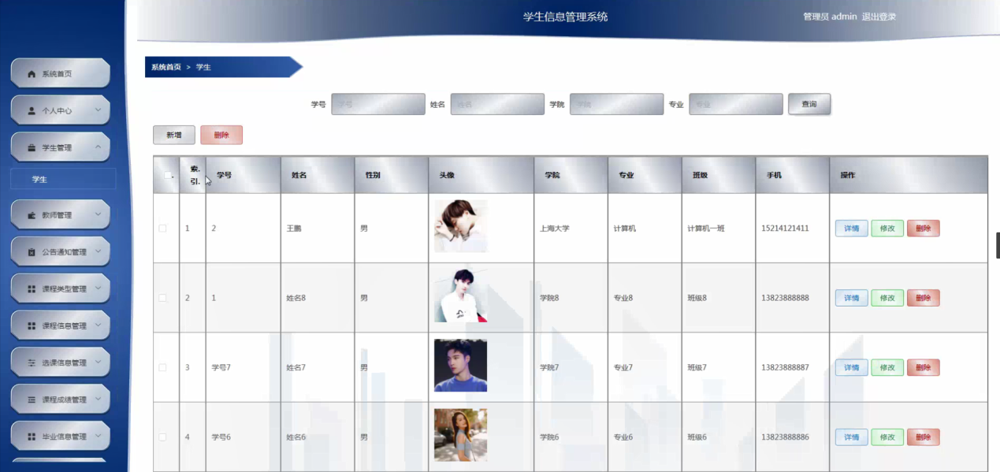 学生信息管理系统
管理员 admin 退出登录
系统首页 > 学生
系统首页
个人中心
学生管理
学生
教师管理
公告通知管理
课程类型管理
课程信息管理
选课信息管理
课程成绩管理
毕业信息管理
学号 学号 姓名 姓名 学院 学院 专业 专业 查询
新增 删除
索. 引. 学号 姓名 性别 头像 学院 专业 班级 手机 操作
1 2 王鹏 男 上海大学 计算机 计算机一班 15214121411 详情 修改 删除
2 1 姓名8 男 学院8 专业8 班级8 13823888888 详情 修改 删除
3 学号7 姓名7 男 学院7 专业7 班级7 13823888887 详情 修改 删除
4 学号6 姓名6 男 学院6 专业6 班级6 13823888886 详情 修改 删除